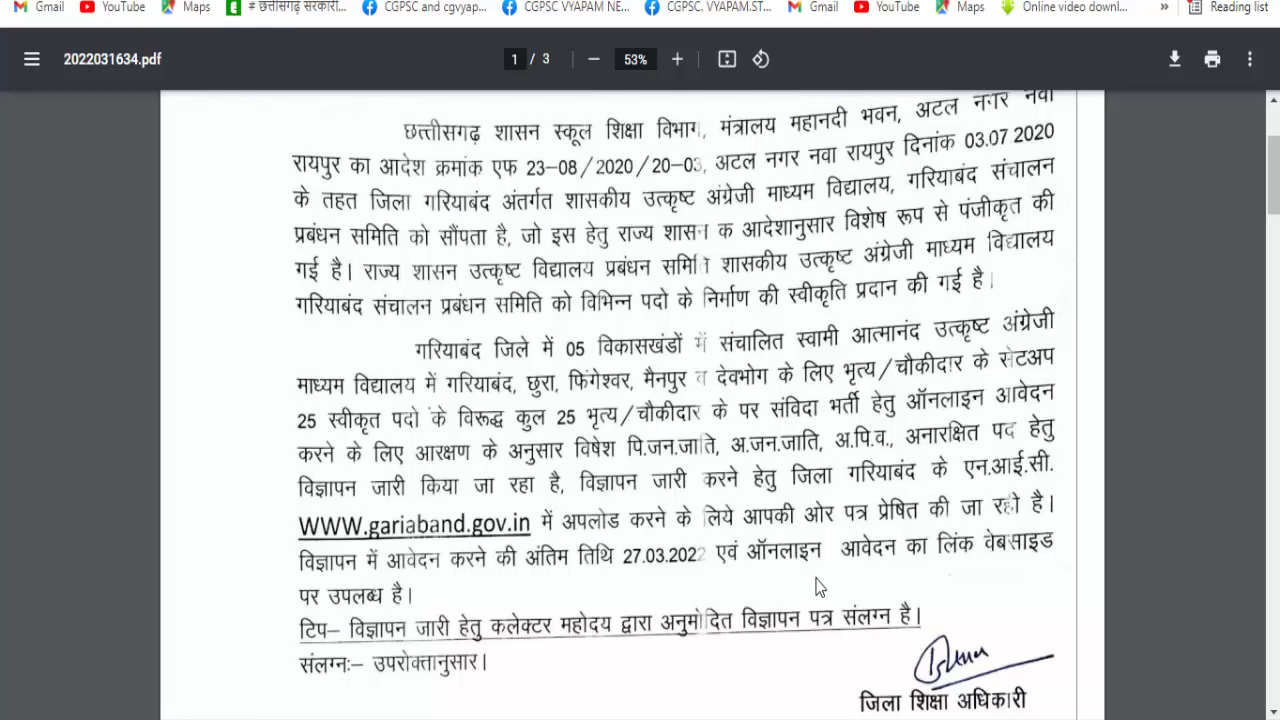 Gmail YouTube Maps # छत्तीसगढ़ सरकारी... CGPSC and cgvyap... CGPSC VYAPAM NE... CGPSC. VYAPAM.ST... Gmail YouTube Maps Online video downl... » Reading list
2022031634.pdf 1 / 3 − 53% +
छत्तीसगढ़ शासन स्कूल शिक्षा विभाग, मंत्रालय महानदी भवन, अटल नगर नवा
रायपुर का आदेश क्रमांक एफ 23-08/2020/20-03, अटल नगर नवा रायपुर दिनांक 03.07 2020
के तहत जिला गरियाबंद अंतर्गत शासकीय उत्कृष्ट अंग्रेजी माध्यम विद्यालय, गरियाबंद संचालन
प्रबंधन समिति को सौंपता है, जो इस हेतु राज्य शासन क आदेशानुसार विशेष रूप से पंजीकृत की
गई है। राज्य शासन उत्कृष्ट विद्यालय प्रबंधन समिति शासकीय उत्कृष्ट अंग्रेजी माध्यम विद्यालय
गरियाबंद संचालन प्रबंधन समिति को विभिन्न पदो के निर्माण की स्वीकृति प्रदान की गई है।
गरियाबंद जिले में 05 विकासखंडों में संचालित स्वामी आत्मानंद उत्कृष्ट अंग्रेजी
माध्यम विद्यालय में गरियाबंद, छुरा, फिंगेश्वर, मैनपुर व देवभोग के लिए भृत्य/चौकीदार के सेटअप
25 स्वीकृत पदो के विरूद्ध कुल 25 भृत्य/चौकीदार के पर संविदा भर्ती हेतु ऑनलाइन आवेदन
करने के लिए आरक्षण के अनुसार विषेश पि.जन.जाति, अ.जन.जाति, अ.पि.व., अनारक्षित पद हेतु
विज्ञापन जारी किया जा रहा है, विज्ञापन जारी करने हेतु जिला गरियाबंद के एन.आई.सी.
WWW.gariaband.gov.in में अपलोड करने के लिये आपकी ओर पत्र प्रेषित की जा रही है।
विज्ञापन में आवेदन करने की अंतिम तिथि 27.03.2022 एवं ऑनलाइन आवेदन का लिंक वेबसाइड
पर उपलब्ध है।
टिप– विज्ञापन जारी हेतु कलेक्टर महोदय द्वारा अनुमोदित विज्ञापन पत्र संलग्न है।
संलग्नः– उपरोक्तानुसार।
जिला शिक्षा अधिकारी